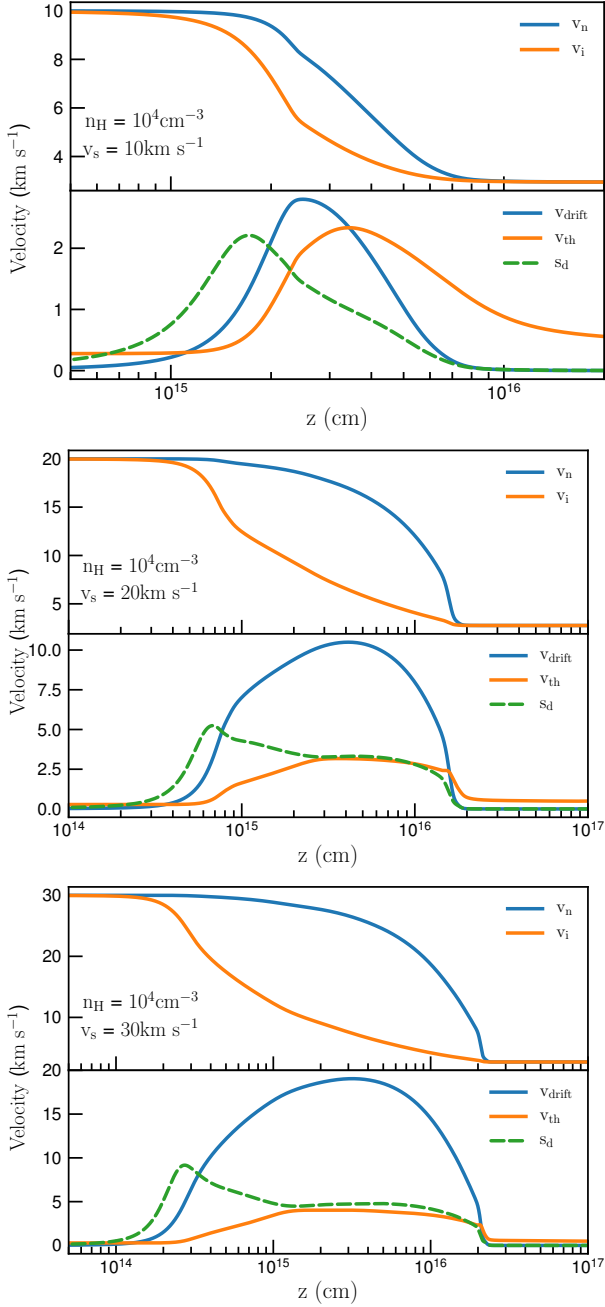 10
8
6
4
v_n
v_i
n_H = 10^4cm^−3
v_s = 10km s^−1
Velocity (km s^−1)
2
1
0
v_drift
v_th
s_d
10^15
10^16
z (cm)
20
15
10
5
v_n
v_i
n_H = 10^4cm^−3
v_s = 20km s^−1
Velocity (km s^−1)
10.0
7.5
5.0
2.5
0.0
v_drift
v_th
s_d
10^14
10^15
10^16
10^17
z (cm)
30
20
10
v_n
v_i
n_H = 10^4cm^−3
v_s = 30km s^−1
Velocity (km s^−1)
20
15
10
5
0
v_drift
v_th
s_d
10^14
10^15
10^16
10^17
z (cm)